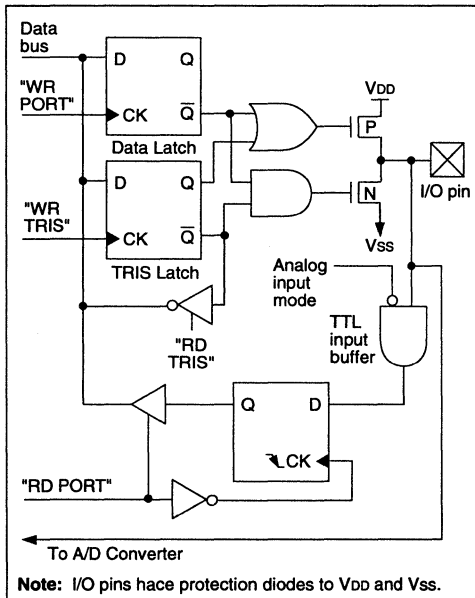 Data
bus
D
Q
"WR
PORT"
CK
Q
VDD
P
Data Latch
I/O pin
D
Q
N
"WR
TRIS"
CK
Q
VSS
TRIS Latch
Analog
input
mode
TTL
input
buffer
"RD
TRIS"
Q
D
CK
"RD PORT"
To A/D Converter
Note: I/O pins hace protection diodes to VDD and VSS.